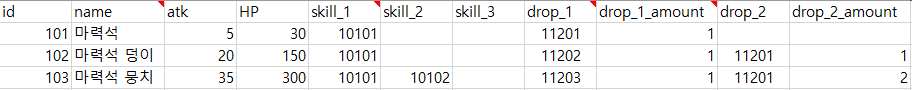 id name atk HP skill_1 skill_2 skill_3 drop_1 drop_1_amount drop_2 drop_2_amount
101 마력석 5 30 10101 11201 1
102 마력석 덩이 20 150 10101 11202 1 11201 1
103 마력석 뭉치 35 300 10101 10102 11203 1 11201 2